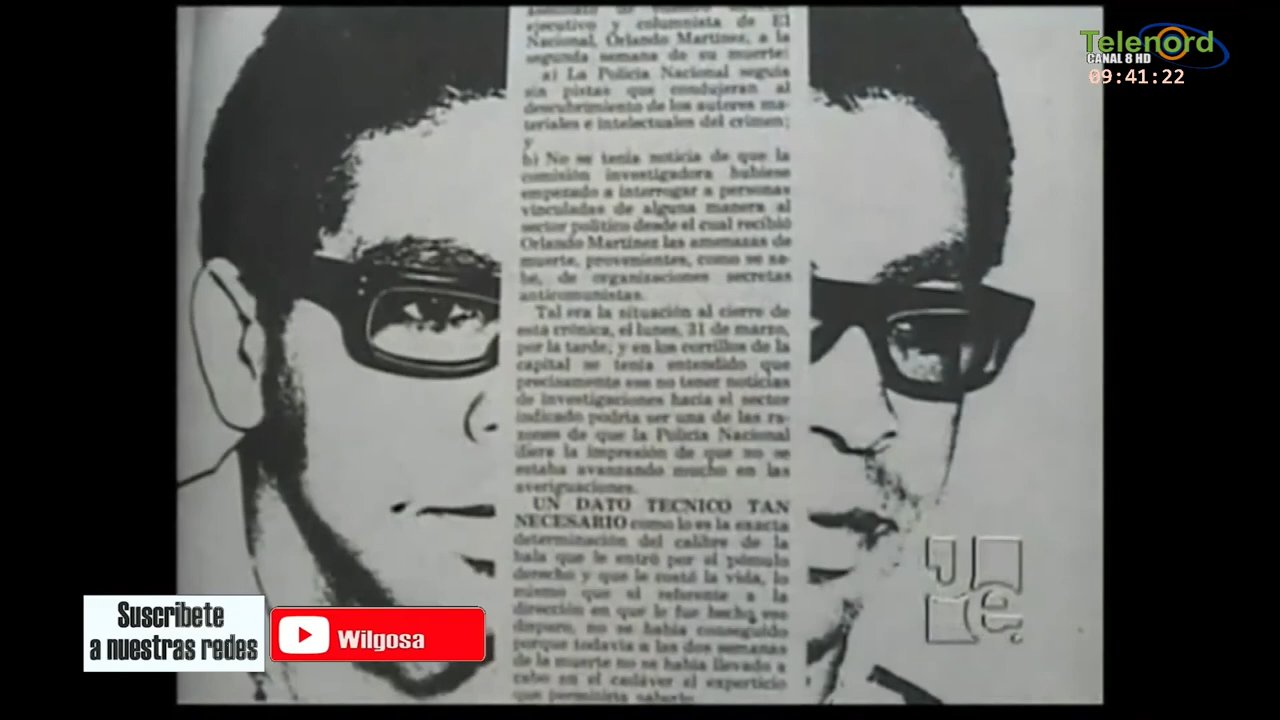 ejecutivo y columnista de El
Nacional, Orlando Martínez, a la
segunda semana de su muerte:
a) La Policía Nacional seguía
sin pistas que condujeran al
descubrimiento de los autores ma-
teriales e intelectuales del crimen;
y
b) No se tenía noticia de que la
comisión investigadora hubiese
empezado a interrogar a personas
vinculadas de alguna manera al
sector político desde el cual recibió
Orlando Martínez las amenazas de
muerte, provenientes, como se sa-
be, de organizaciones secretas
anticomunistas.
Tal era la situación al cierre de
esta crónica, el lunes, 31 de marzo,
por la tarde; y en los corrillos de la
capital se tenía entendido que
precisamente ese no tener noticias
de investigaciones hacia el sector
indicado podría ser una de las ra-
zones de que la Policía Nacional
diera la impresión de que no se
estaba avanzando mucho en las
averiguaciones.
UN DATO TECNICO TAN
NECESARIO como lo es la exacta
determinación del calibre de la
bala que le entró por el pómulo
derecho y que le costó la vida, lo
mismo que el referente a la
dirección en que le fue hecho ese
disparo, no se había conseguido
porque todavía a las dos semanas
de la muerte no se había llevado a
cabo en el cadáver el experticio
que permitiera saberlo.
Telenord
CANAL 8 HD
09:41:22
Suscribete
a nuestras redes
Wilgosa